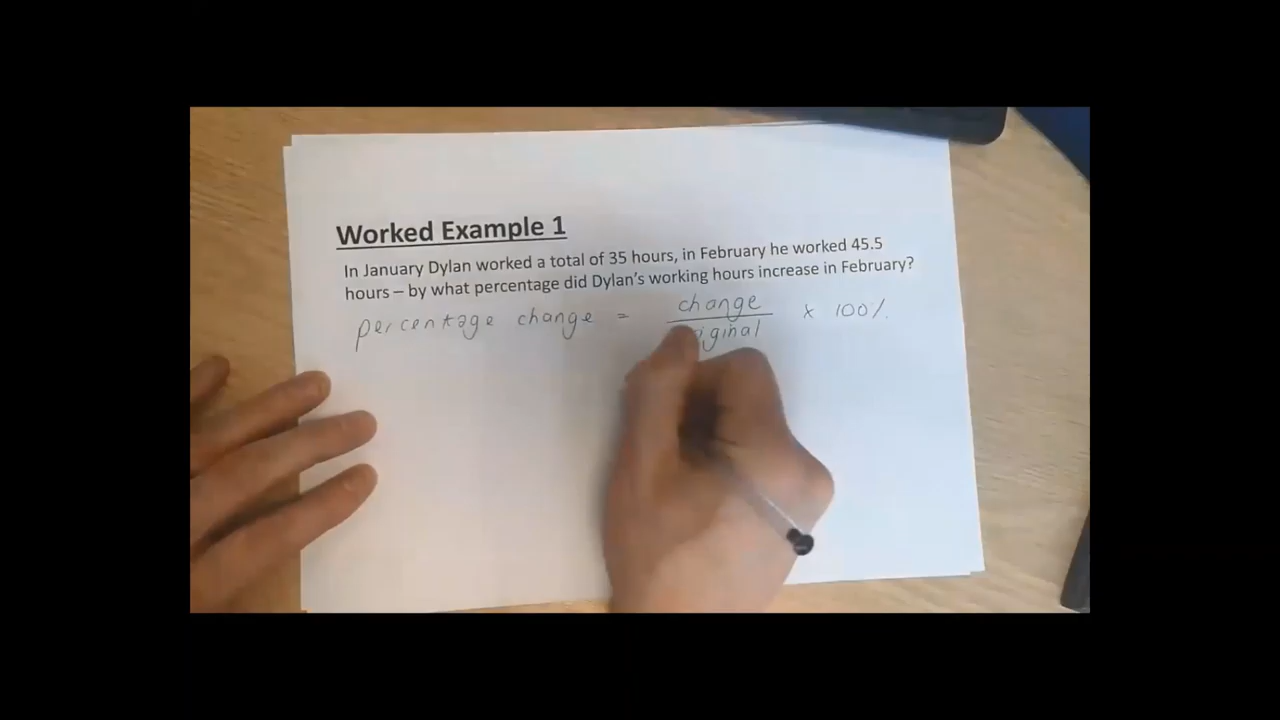 Worked Example 1
In January Dylan worked a total of 35 hours, in February he worked 45.5
hours – by what percentage did Dylan's working hours increase in February?
percentage change = change × 100%